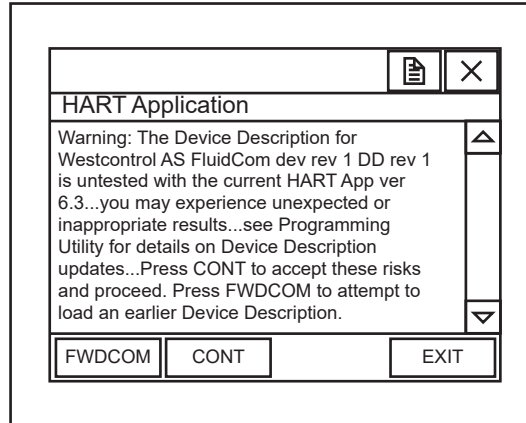 HART Application
Warning: The Device Description for
Westcontrol AS FluidCom dev rev 1 DD rev 1
is untested with the current HART App ver
6.3...you may experience unexpected or
inappropriate results...see Programming
Utility for details on Device Description
updates...Press CONT to accept these risks
and proceed. Press FWDCOM to attempt to
load an earlier Device Description.
FWDCOM CONT EXIT